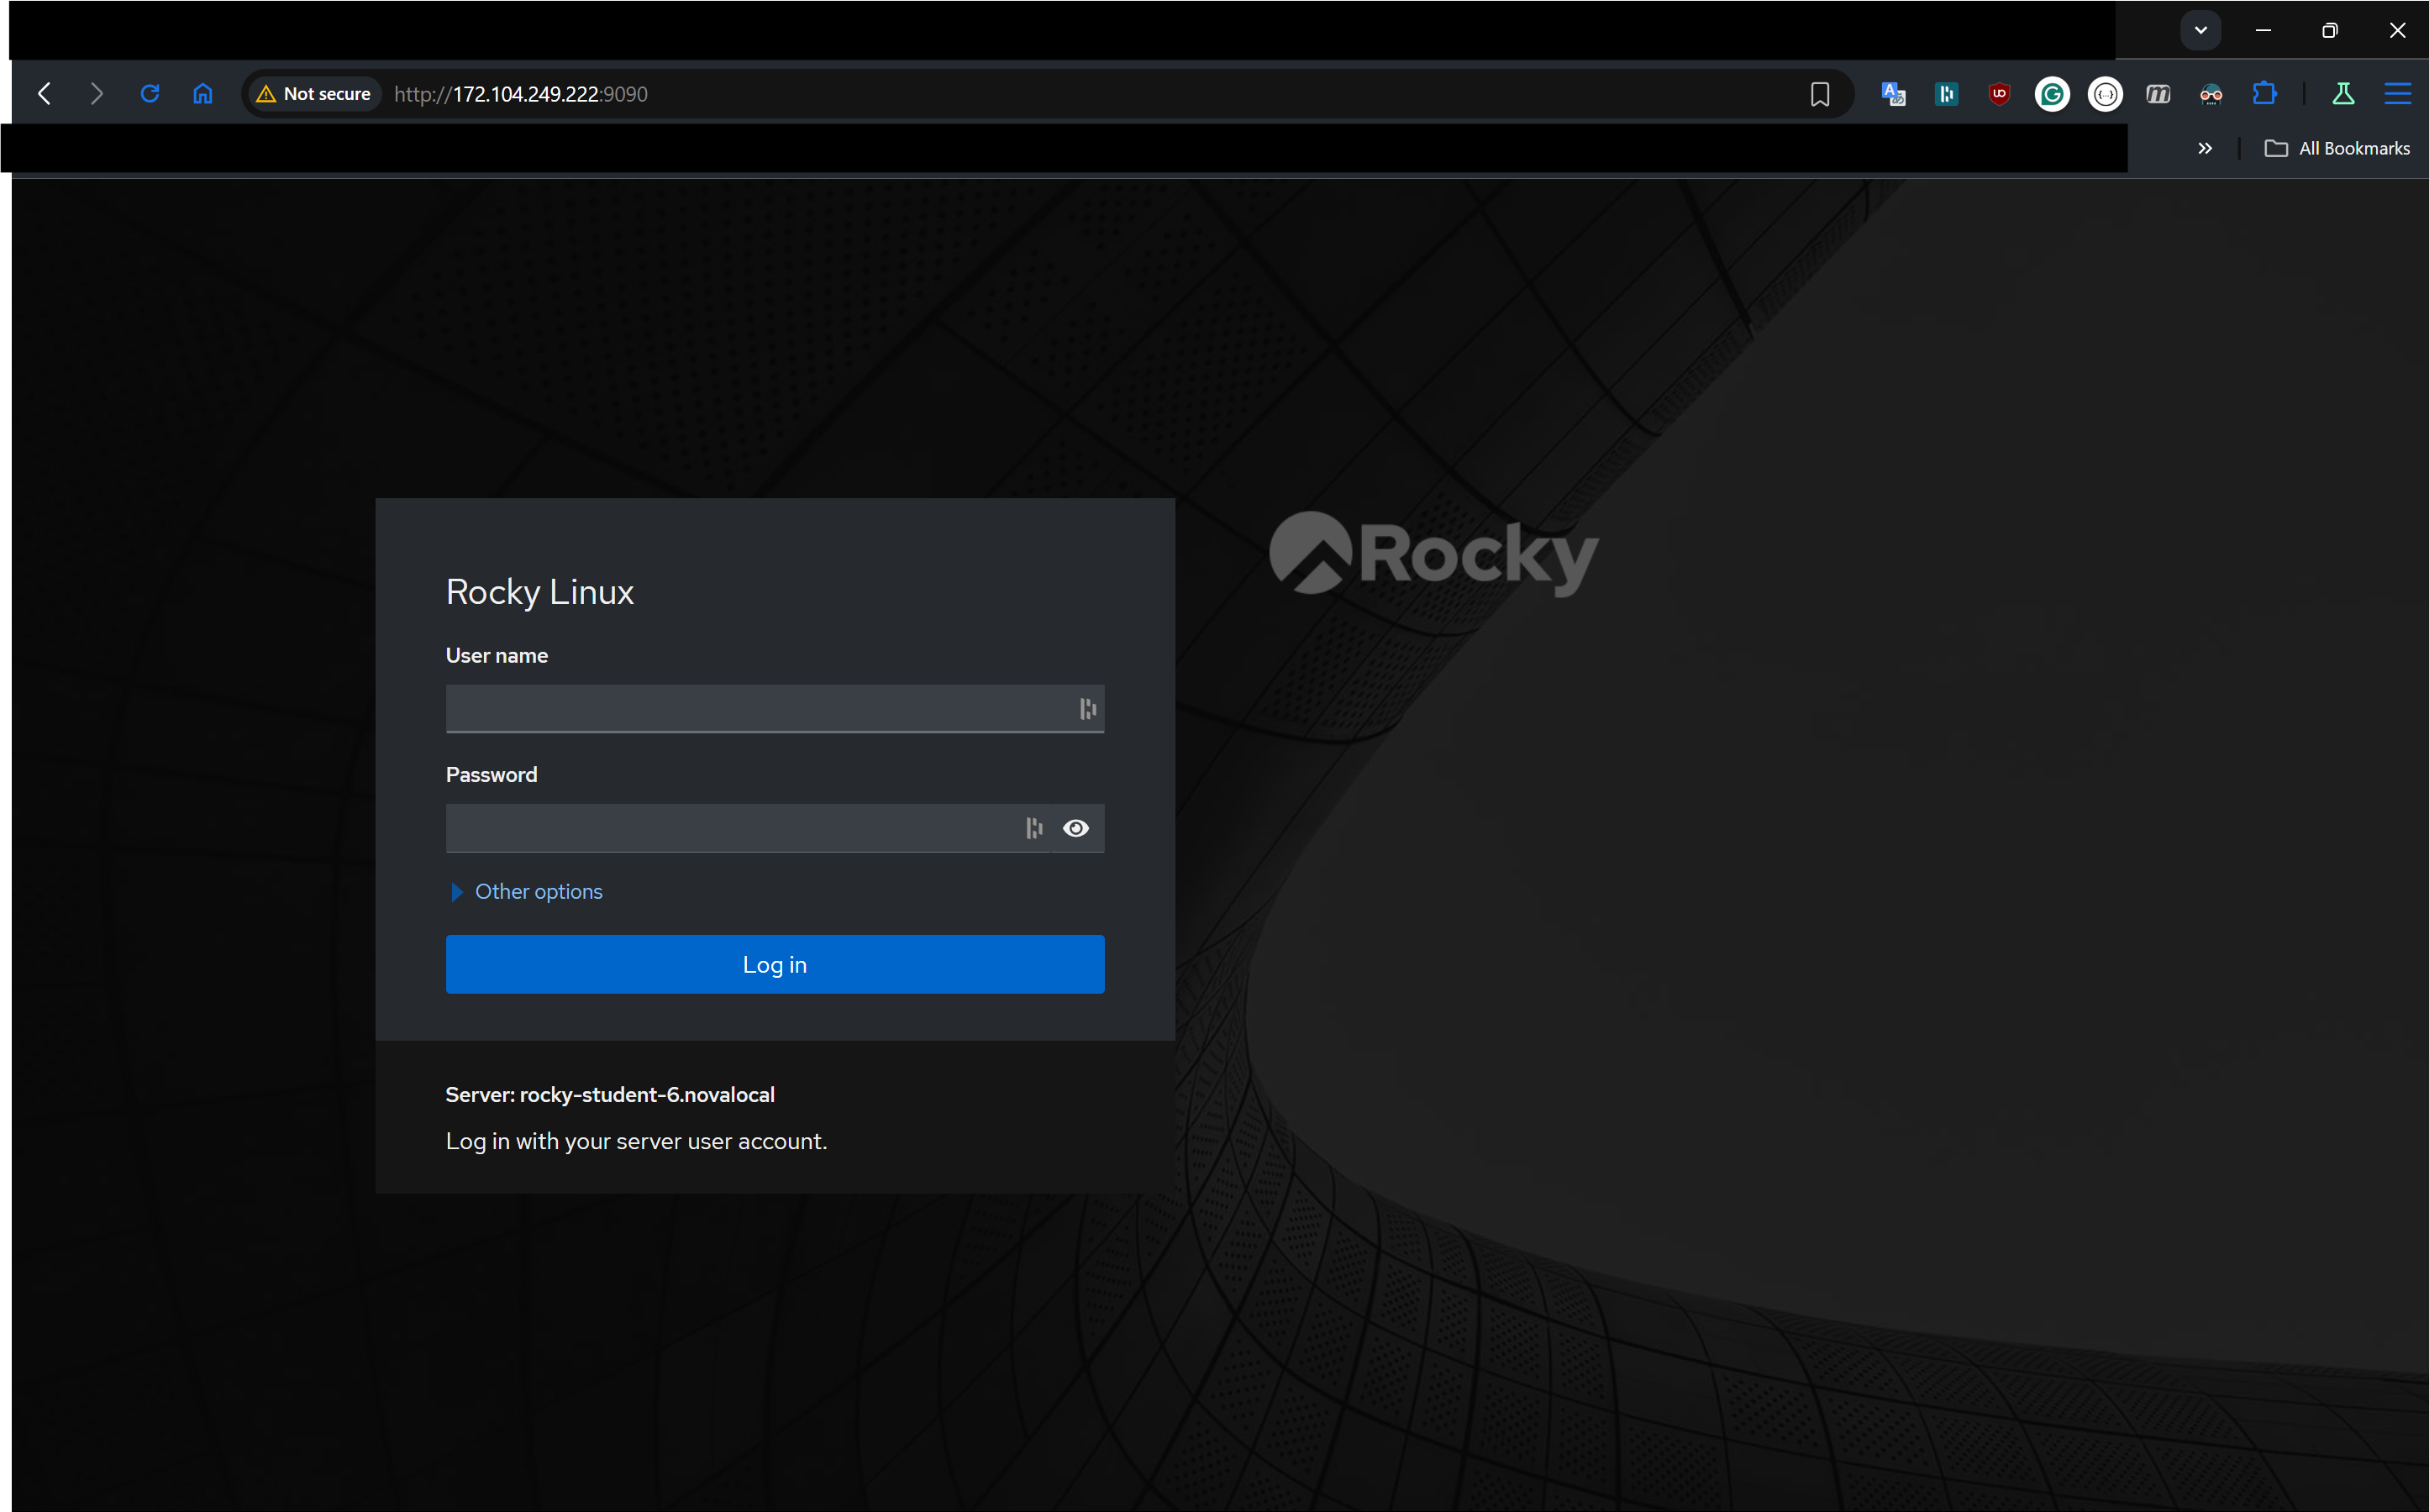 Not secure
http://172.104.249.222:9090
All Bookmarks
Rocky
Rocky Linux
User name
Password
Other options
Log in
Server: rocky-student-6.novalocal
Log in with your server user account.